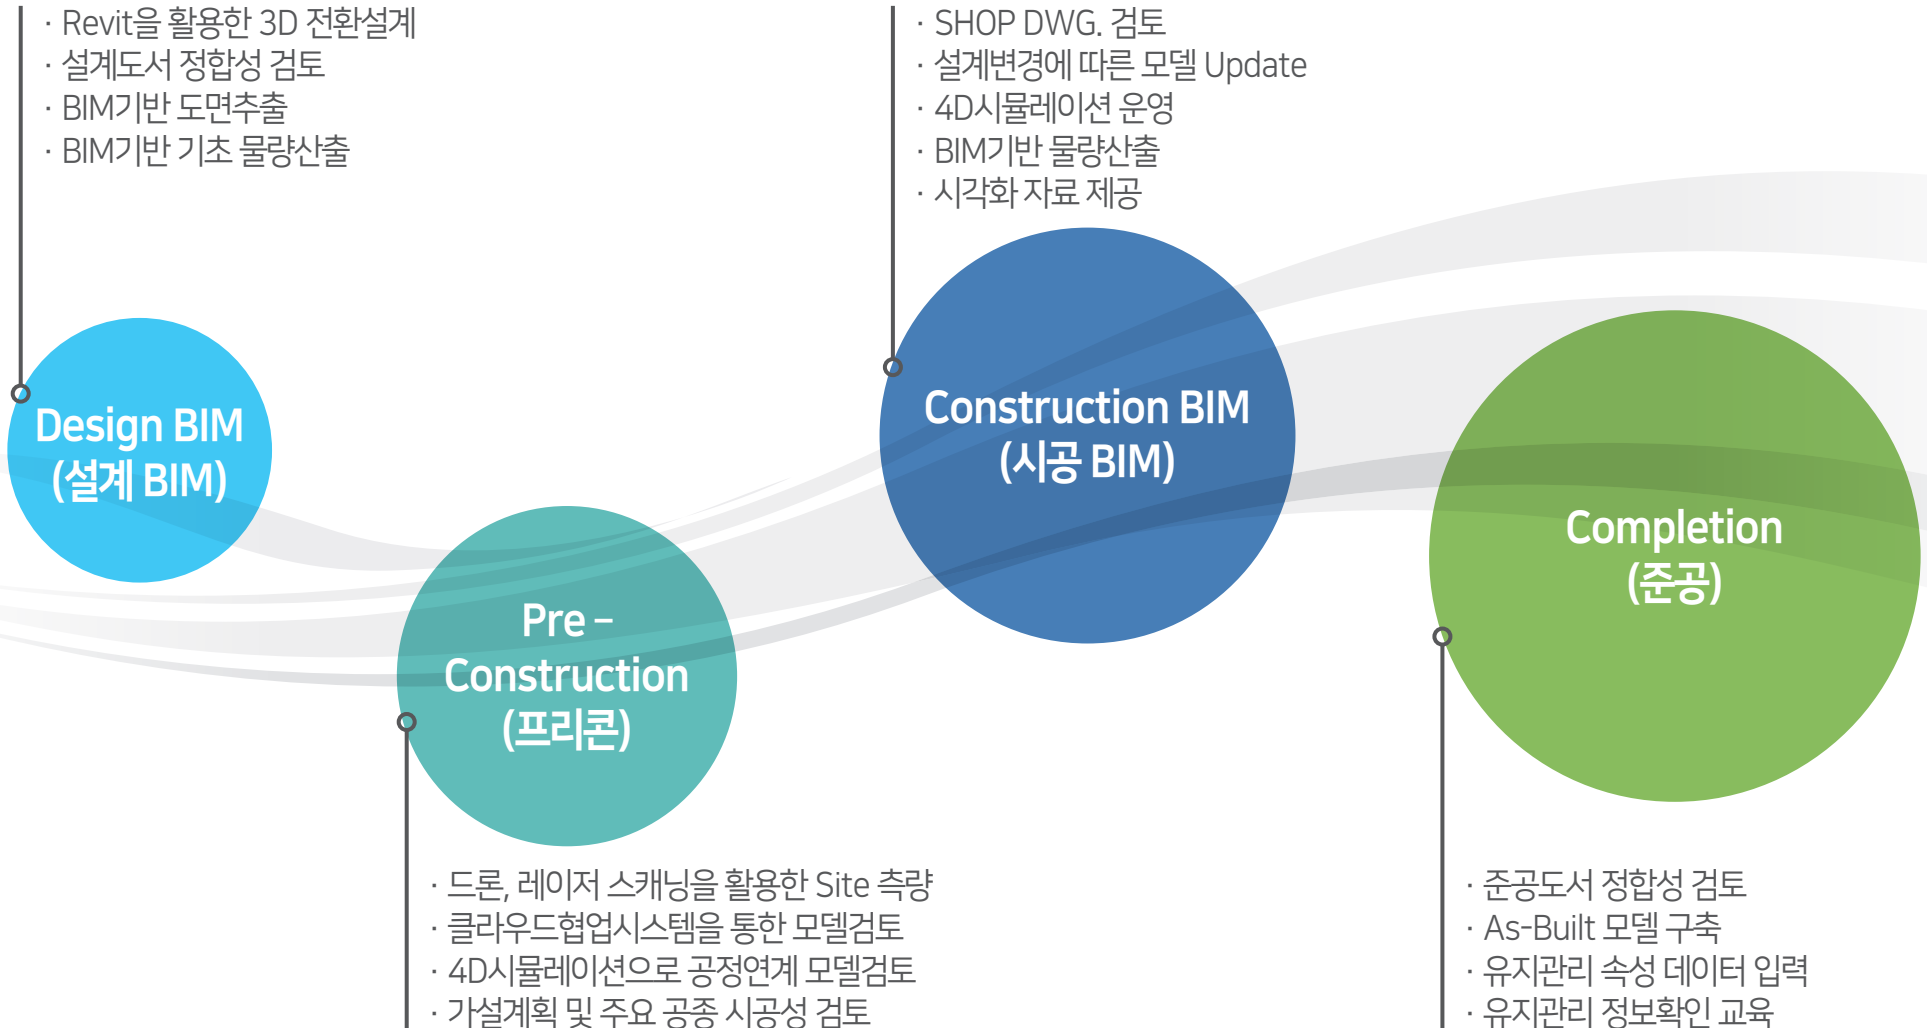 · Revit을 활용한 3D 전환설계
· 설계도서 정합성 검토
· BIM기반 도면추출
· BIM기반 기초 물량산출
Design BIM
(설계 BIM)
Pre –
Construction
(프리콘)
· 드론, 레이저 스캐닝을 활용한 Site 측량
· 클라우드협업시스템을 통한 모델검토
· 4D시뮬레이션으로 공정연계 모델검토
· 가설계획 및 주요 공종 시공성 검토
· SHOP DWG. 검토
· 설계변경에 따른 모델 Update
· 4D시뮬레이션 운영
· BIM기반 물량산출
· 시각화 자료 제공
Construction BIM
(시공 BIM)
Completion
(준공)
· 준공도서 정합성 검토
· As-Built 모델 구축
· 유지관리 속성 데이터 입력
· 유지관리 정보확인 교육